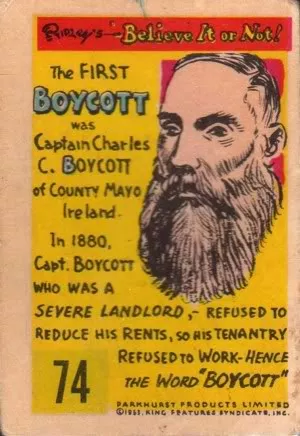 Ripley's — Believe It or Not!
The FIRST
BOYCOTT
was
Captain Charles
C. BOYCOTT
of COUNTY MAYO
Ireland.
In 1880,
Capt. BOYCOTT
WHO WAS A
SEVERE LANDLORD,- REFUSED TO
REDUCE HIS RENTS, SO HIS TENANTRY
REFUSED TO WORK-HENCE
THE WORD "BOYCOTT"
74
PARKHURST PRODUCTS LIMITED
©1953, KING FEATURES SYNDICATE, INC.